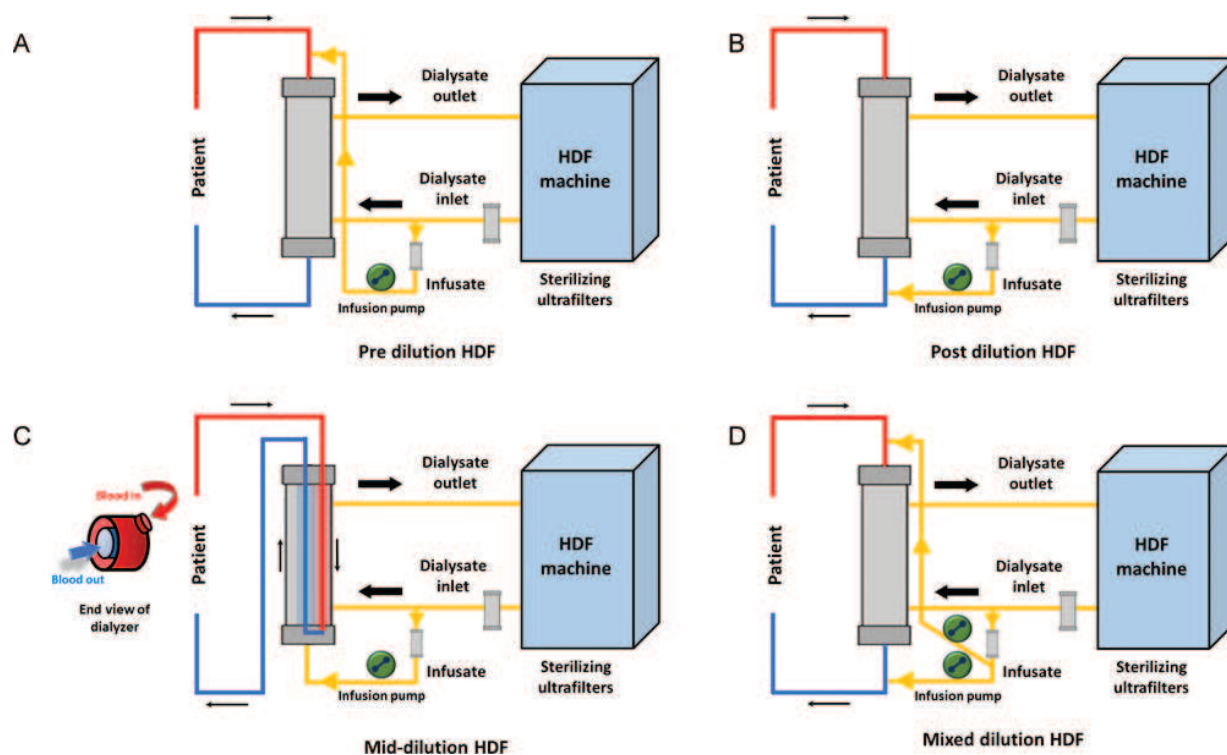 A
Patient
Dialysate
outlet
Dialysate
inlet
HDF
machine
Infusate
Infusion pump
Sterilizing
ultrafilters
Pre dilution HDF
B
Patient
Dialysate
outlet
Dialysate
inlet
HDF
machine
Infusate
Infusion pump
Sterilizing
ultrafilters
Post dilution HDF
C
Blood in
Blood out
End view of
dialyzer
Patient
Dialysate
outlet
Dialysate
inlet
HDF
machine
Infusate
Infusion pump
Sterilizing
ultrafilters
Mid-dilution HDF
D
Patient
Dialysate
outlet
Dialysate
inlet
HDF
machine
Infusate
Infusion pump
Sterilizing
ultrafilters
Mixed dilution HDF